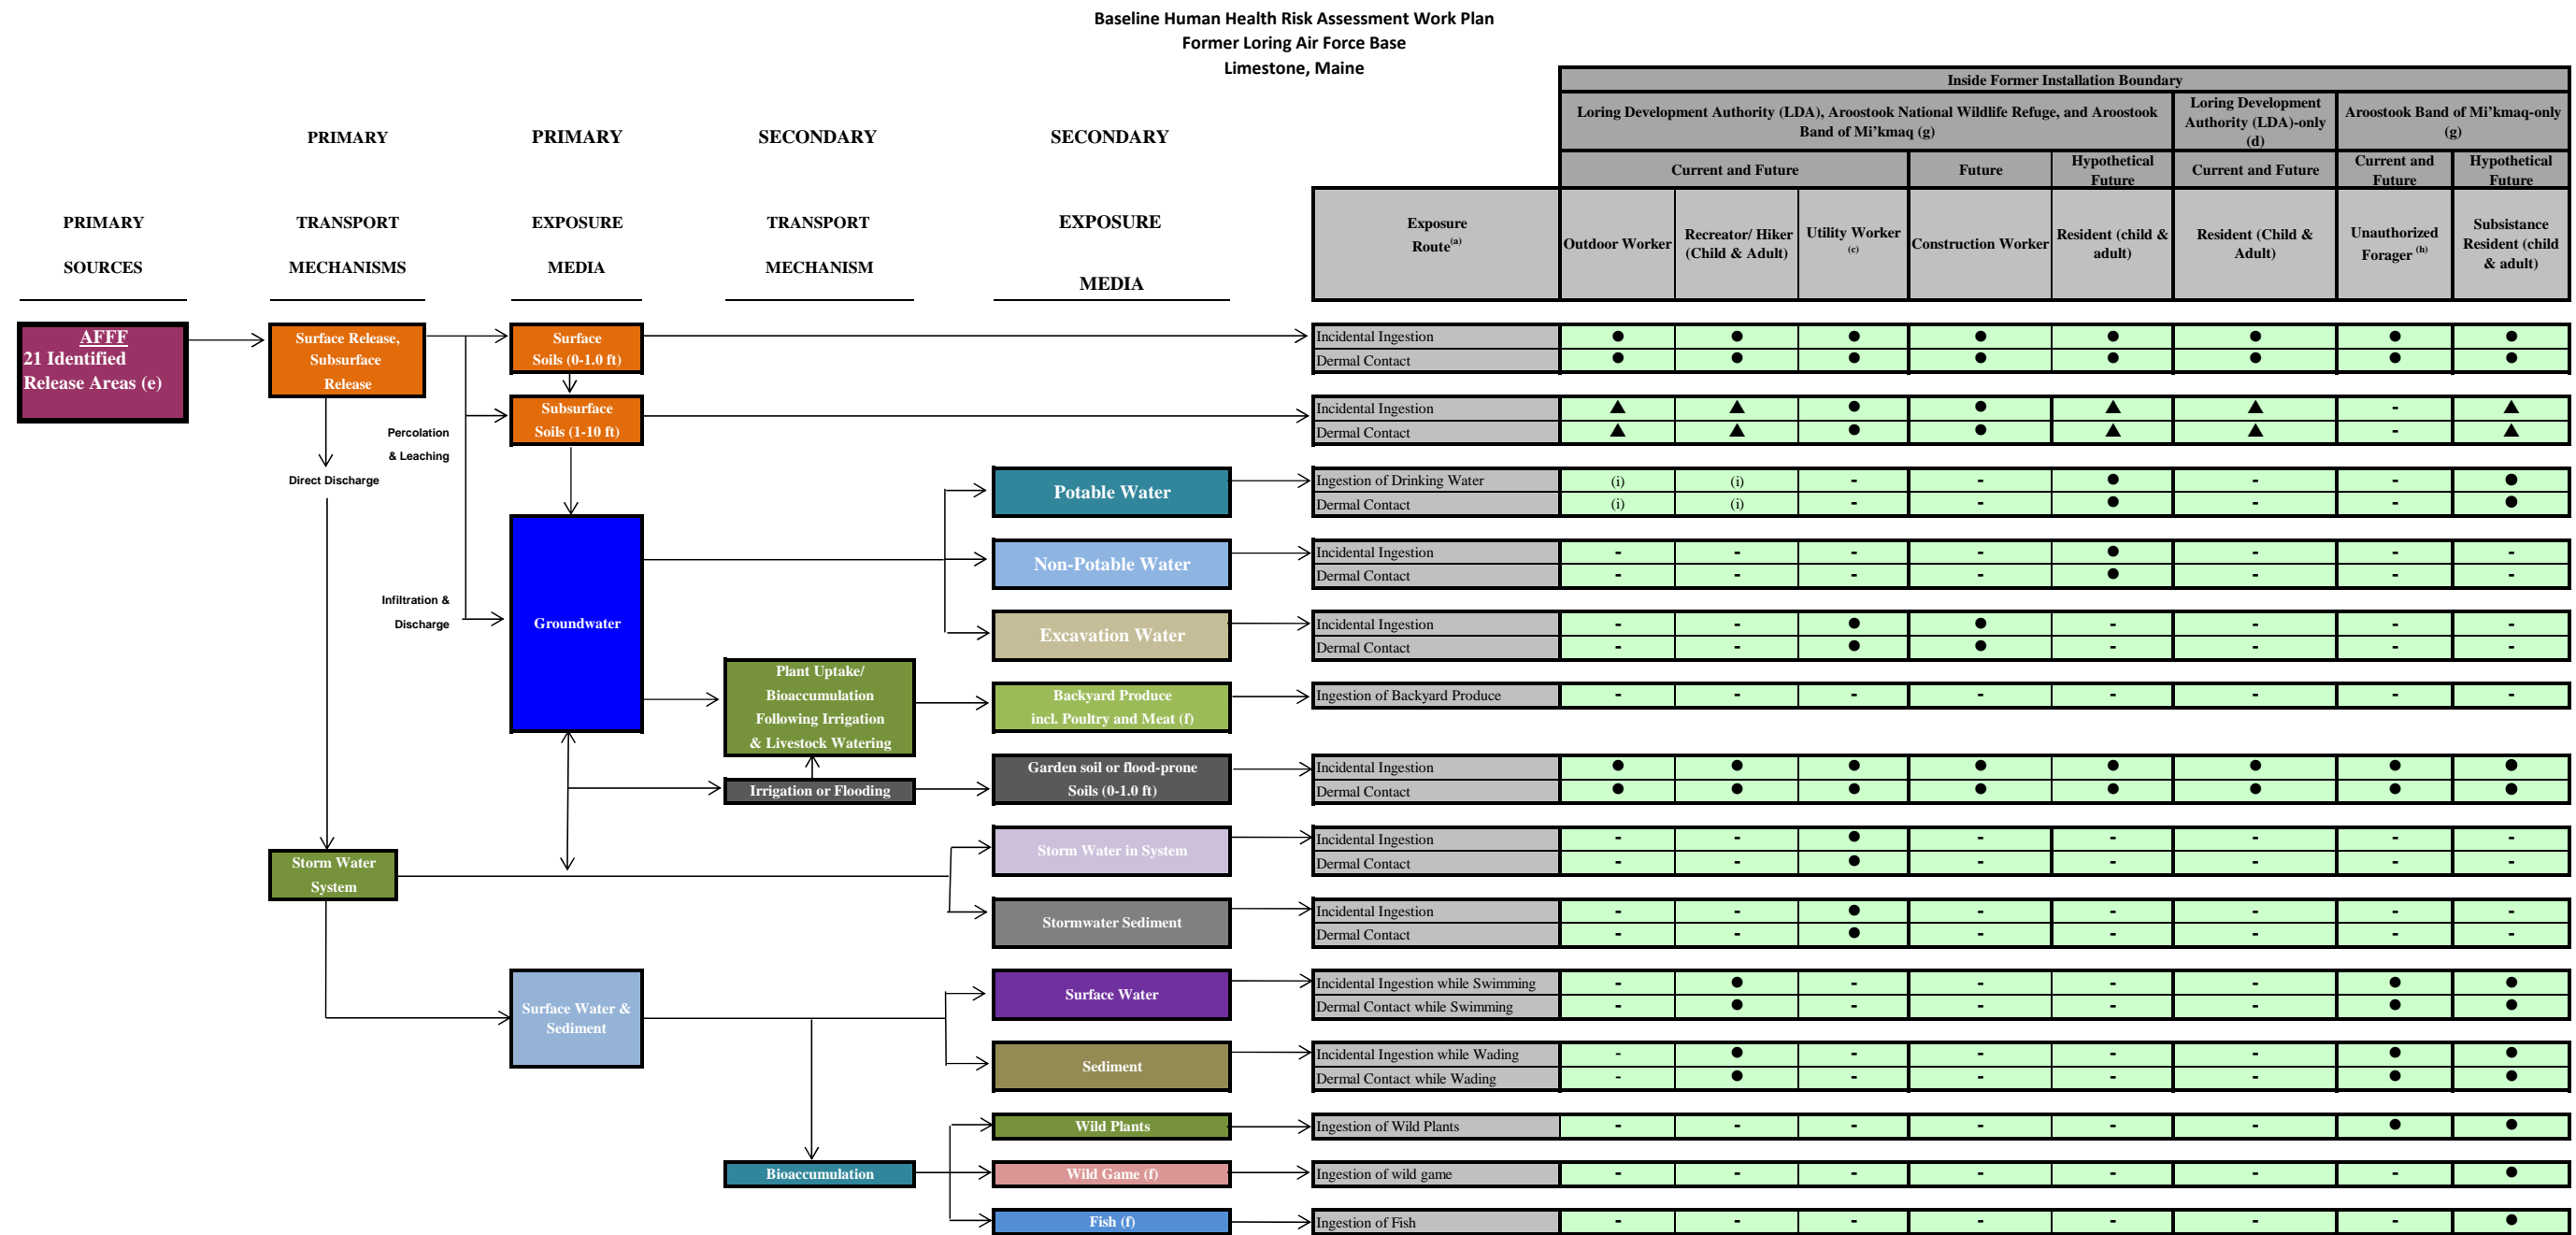 Baseline Human Health Risk Assessment Work Plan
Former Loring Air Force Base
Limestone, Maine
Inside Former Installation Boundary
Loring Development Authority (LDA), Aroostook National Wildlife Refuge, and Aroostook
Band of Mi'kmaq (g)
Loring Development
Authority (LDA)-only
(d)
Aroostook Band of Mi'kmaq-only
(g)
Current and Future
Future
Hypothetical
Future
Current and Future
Current and
Future
Hypothetical
Future
PRIMARY
SOURCES
PRIMARY
TRANSPORT
MECHANISMS
PRIMARY
EXPOSURE
MEDIA
SECONDARY
TRANSPORT
MECHANISM
SECONDARY
EXPOSURE
MEDIA
Exposure
Route(a)
Outdoor Worker
Recreator/ Hiker
(Child & Adult)
Utility Worker
(c)
Construction Worker
Resident (child &
adult)
Resident (Child &
Adult)
Unauthorized
Forager (h)
Subsistance
Resident (child
& adult)
AFFF
21 Identified
Release Areas (e)
Surface Release,
Subsurface
Release
Surface
Soils (0-1.0 ft)
Incidental Ingestion ● ● ● ● ● ● ● ●
Dermal Contact ● ● ● ● ● ● ● ●
Subsurface
Soils (1-10 ft)
Incidental Ingestion ▲ ▲ ● ● ▲ ▲ - ▲
Dermal Contact ▲ ▲ ● ● ▲ ▲ - ▲
Percolation
& Leaching
Direct Discharge
Potable Water
Ingestion of Drinking Water (i) (i) - - ● - - ●
Dermal Contact (i) (i) - - ● - - ●
Groundwater
Non-Potable Water
Incidental Ingestion - - - - ● - - -
Dermal Contact - - - - ● - - -
Infiltration &
Discharge
Excavation Water
Incidental Ingestion - - ● ● - - - -
Dermal Contact - - ● ● - - - -
Plant Uptake/
Bioaccumulation
Following Irrigation
& Livestock Watering
Backyard Produce
incl. Poultry and Meat (f)
Ingestion of Backyard Produce - - - - - - - -
Irrigation or Flooding
Garden soil or flood-prone
Soils (0-1.0 ft)
Incidental Ingestion ● ● ● ● ● ● ● ●
Dermal Contact ● ● ● ● ● ● ● ●
Storm Water
System
Storm Water in System
Incidental Ingestion - - ● - - - - -
Dermal Contact - - ● - - - - -
Stormwater Sediment
Incidental Ingestion - - ● - - - - -
Dermal Contact - - ● - - - - -
Surface Water &
Sediment
Surface Water
Incidental Ingestion while Swimming - ● - - - - ● ●
Dermal Contact while Swimming - ● - - - - ● ●
Sediment
Incidental Ingestion while Wading - ● - - - - ● ●
Dermal Contact while Wading - ● - - - - ● ●
Wild Plants
Ingestion of Wild Plants - - - - - - ● ●
Bioaccumulation
Wild Game (f)
Ingestion of wild game - - - - - - - ●
Fish (f)
Ingestion of Fish - - - - - - - ●